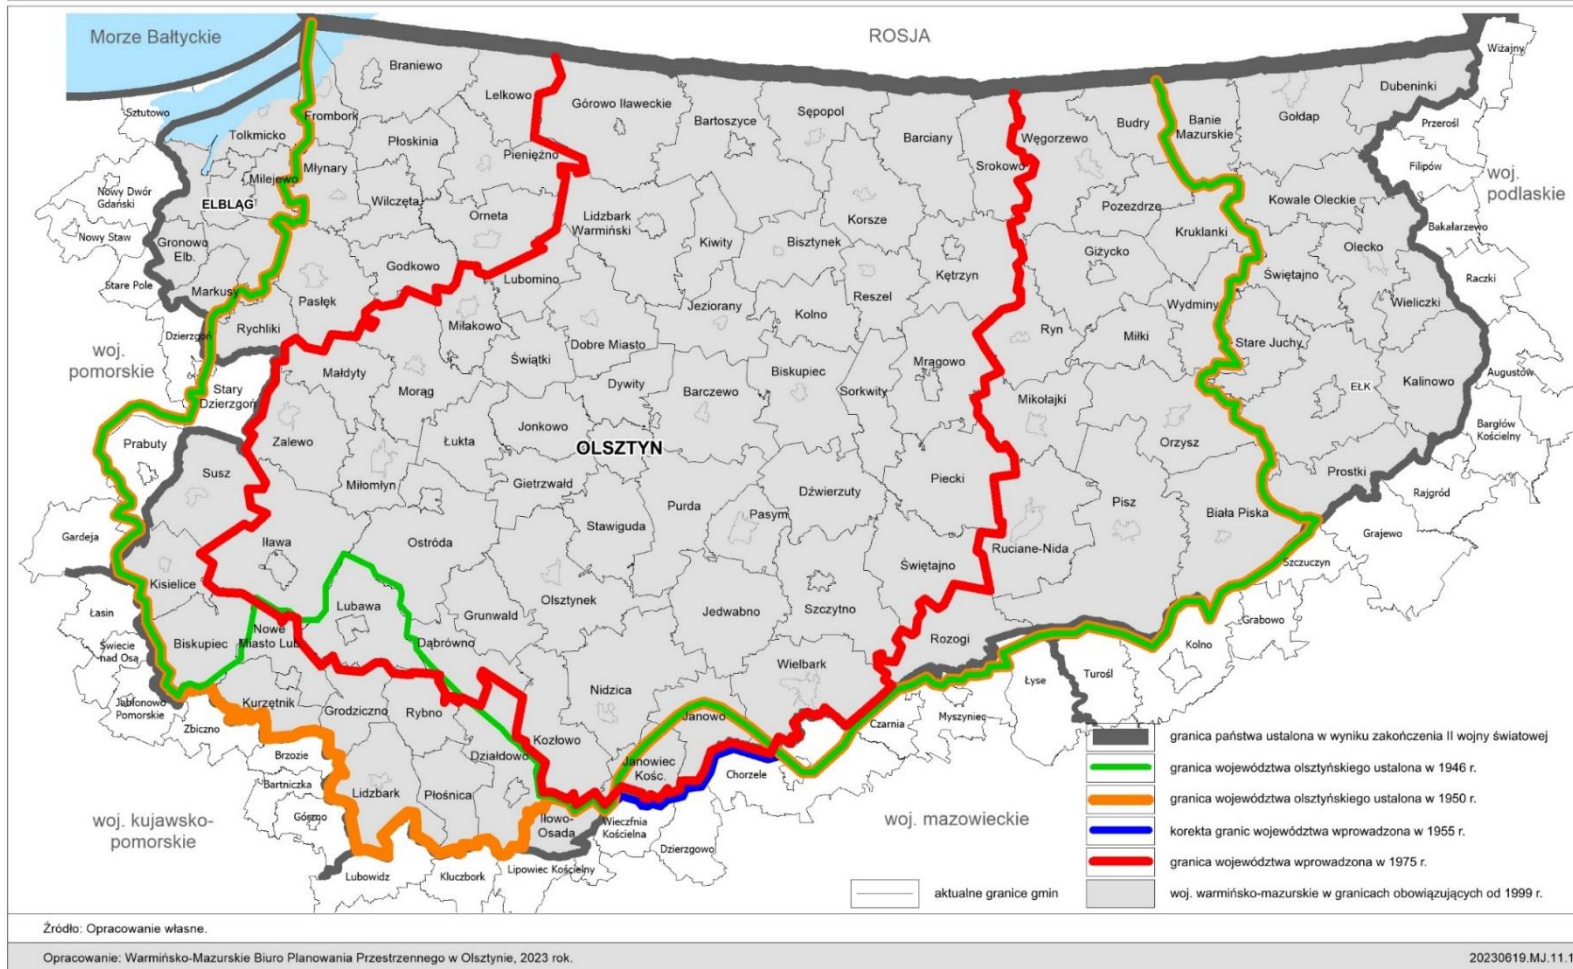 Morze Bałtyckie
ROSJA
Wiżajny
Braniewo
Lelkowo
Górowo Iławeckie
Sępopol
Dubeninki
Sztutowo
Frombork
Bartoszyce
Barciany
Węgorzewo
Budry
Banie
Mazurskie
Gołdap
Przerośl
Tolkmicko
Płoskinia
Pieniężno
Srokowo
Filipów
woj.
podlaskie
Nowy Dwór
Gdański
Milejewo
Młynary
ELBLĄG
Wilczęta
Orneta
Lidzbark
Warmiński
Korsze
Pozezdrze
Kowale Oleckie
Nowy Staw
Gronowo
Elb.
Kiwity
Bisztynek
Kruklanki
Bakałarzewo
Godkowo
Lubomino
Kętrzyn
Giżycko
Olecko
Stare Pole
Markusy
Pasłęk
Jeziorany
Reszel
Świętajno
Raczki
Dzierzgoń
Rychliki
Miłakowo
Kolno
Wydminy
Wieliczki
woj.
pomorskie
Świątki
Dobre Miasto
Ryn
Miłki
Stare Juchy
Małdyty
Morąg
Dywity
Barczewo
Biskupiec
Mrągowo
Sorkwity
Augustów
Stary
Dzierzgoń
EŁK
Kalinowo
Mikołajki
Prabuty
Zalewo
Łukta
Jonkowo
OLSZTYN
Orzysz
Bargłów
Kościelny
Susz
Miłomłyn
Gietrzwałd
Dźwierzuty
Piecki
Prostki
Purda
Pasym
Pisz
Biała Piska
Rajgród
Gardeja
Iława
Ostróda
Stawiguda
Grajewo
Ruciane-Nida
Szczuczyn
Kisielice
Świętajno
Olsztynek
Łasin
Lubawa
Grunwald
Jedwabno
Szczytno
Grabowo
Biskupiec
Nowe
Miasto Lub.
Dąbrówno
Rozogi
Kolno
Świecie
nad Osą
Wielbark
Turośl
Łyse
Jabłonowo
Pomorskie
Kurzętnik
Grodziczno
Rybno
Nidzica
Janowo
Czarnia
Myszyniec
Zbiczno
Brzozie
Działdowo
Kozłowo
Janowiec
Kośc.
Chorzele
Bartniczka
Lidzbark
Płośnica
Górzno
Iłowo-
Osada
Wieczfnia
Kościelna
woj. kujawsko-
pomorskie
woj. mazowieckie
Dzierzgowo
Lubowidz
Kluczbork
Lipowiec Kościelny
granica państwa ustalona w wyniku zakończenia II wojny światowej
granica województwa olsztyńskiego ustalona w 1946 r.
granica województwa olsztyńskiego ustalona w 1950 r.
korekta granic województwa wprowadzona w 1955 r.
granica województwa wprowadzona w 1975 r.
aktualne granice gmin
woj. warmińsko-mazurskie w granicach obowiązujących od 1999 r.
Źródło: Opracowanie własne.
Opracowanie: Warmińsko-Mazurskie Biuro Planowania Przestrzennego w Olsztynie, 2023 rok.
20230619.MJ.11.1